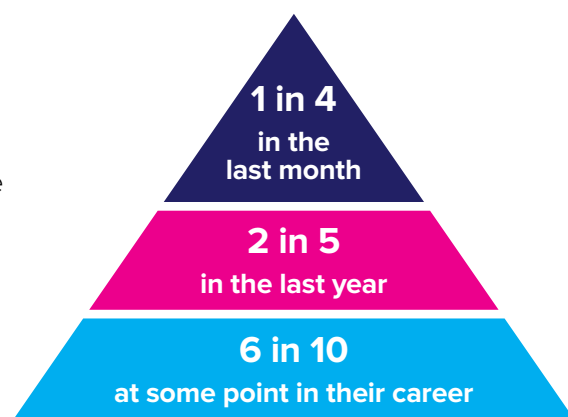 1 in 4
in the
last month
e
2 in 5
in the last year
6 in 10
at some point in their career